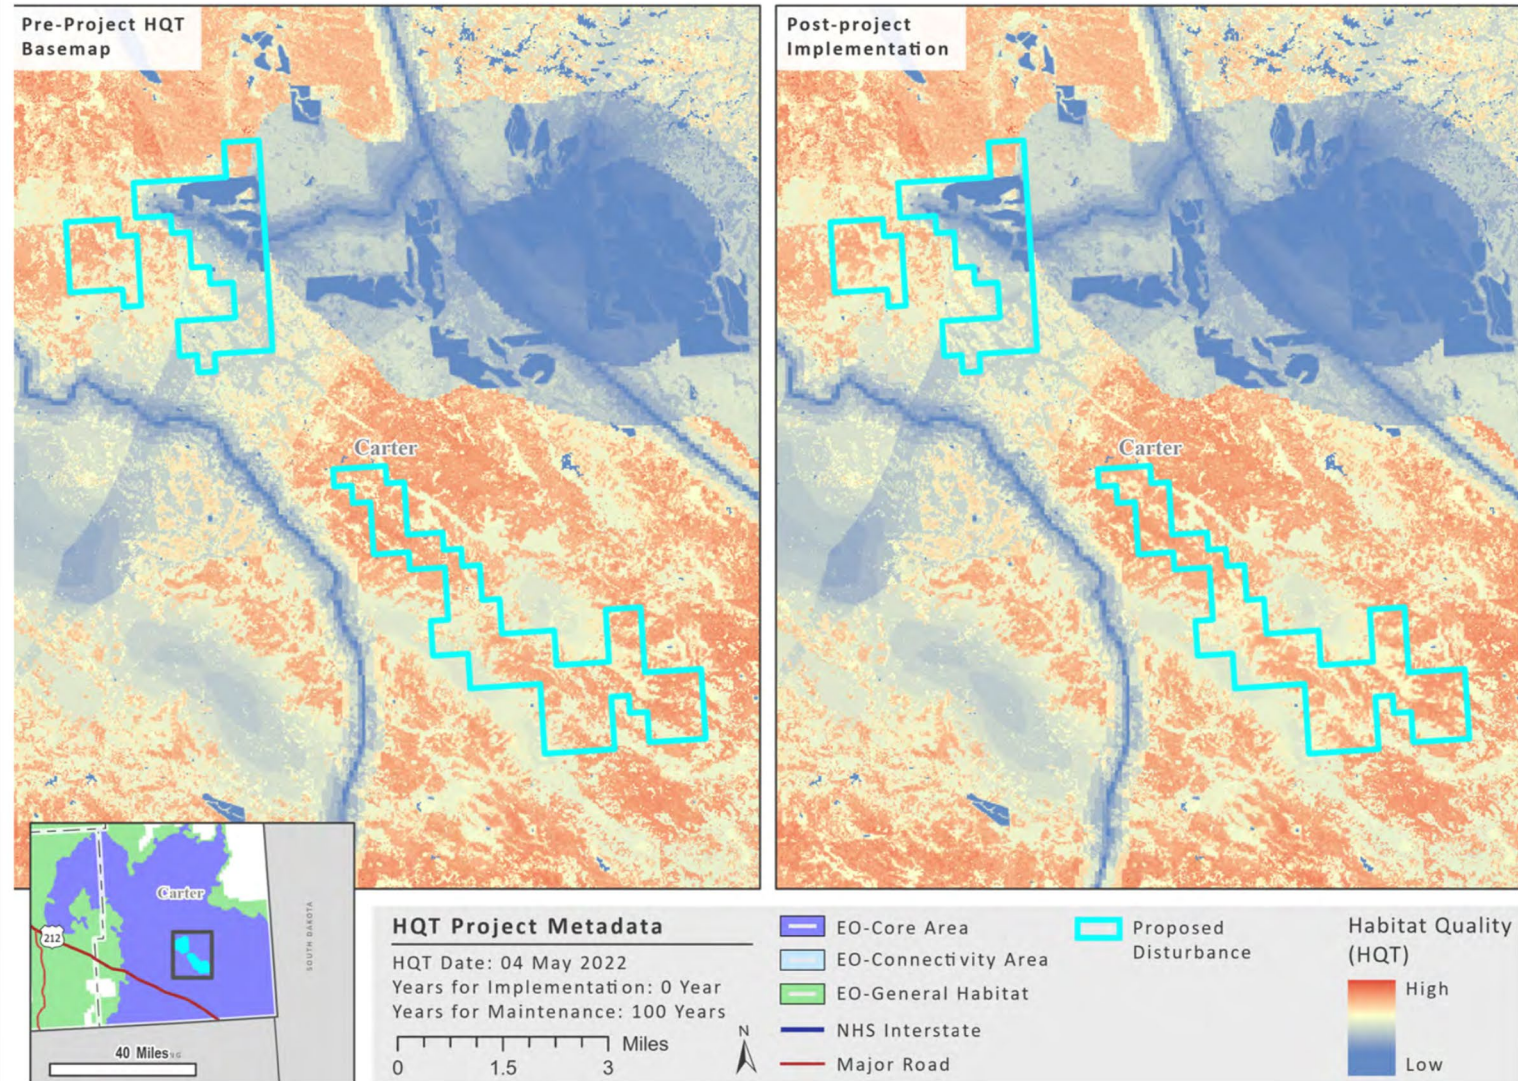 Pre-Project HQT
Basemap
Post-project
Implementation
Carter
Carter
Carter
212
SOUTH DAKOTA
40 Miles
HQT Project Metadata
HQT Date: 04 May 2022
Years for Implementation: 0 Year
Years for Maintenance: 100 Years
Miles
0 1.5 3
N
EO-Core Area
EO-Connectivity Area
EO-General Habitat
NHS Interstate
Major Road
Proposed
Disturbance
Habitat Quality
(HQT)
High
Low